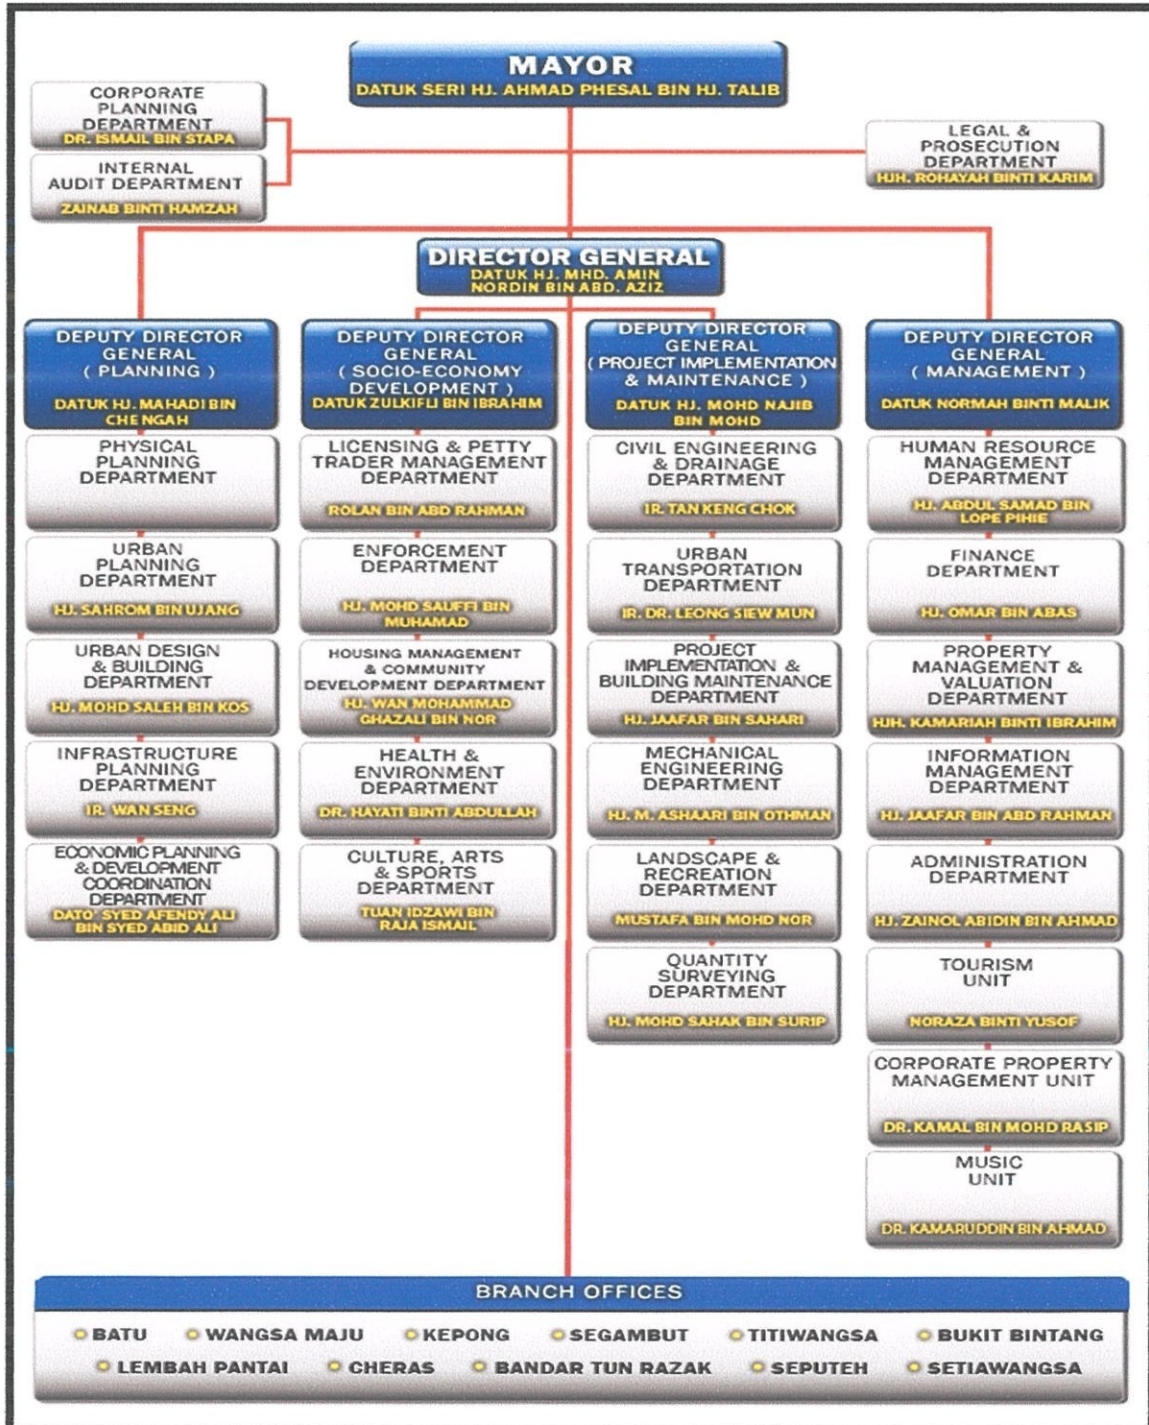 MAYOR
DATUK SERI HJ. AHMAD PHESAL BIN HJ. TALIB
CORPORATE
PLANNING
DEPARTMENT
DR. ISMAIL BIN STAPA
INTERNAL
AUDIT DEPARTMENT
ZAINAB BINTI HAMZAH
LEGAL &
PROSECUTION
DEPARTMENT
HJH. ROHAYAH BINTI KARIM
DIRECTOR GENERAL
DATUK HJ. MHD. AMIN
NORDIN BIN ABD. AZIZ
DEPUTY DIRECTOR
GENERAL
( PLANNING )
DATUK HJ. MAHADI BIN
CHE NGAH
PHYSICAL
PLANNING
DEPARTMENT
URBAN
PLANNING
DEPARTMENT
HJ. SAHROM BIN UJANG
URBAN DESIGN
& BUILDING
DEPARTMENT
HJ. MOHD SALEH BIN KOS
INFRASTRUCTURE
PLANNING
DEPARTMENT
IR. WAN SENG
ECONOMIC PLANNING
& DEVELOPMENT
COORDINATION
DEPARTMENT
DATO' SYED AFENDY ALI
BIN SYED ABID ALI
DEPUTY DIRECTOR
GENERAL
( SOCIO-ECONOMY
DEVELOPMENT )
DATUK ZULKIFLI BIN IBRAHIM
LICENSING & PETTY
TRADER MANAGEMENT
DEPARTMENT
ROLAN BIN ABD RAHMAN
ENFORCEMENT
DEPARTMENT
HJ. MOHD SAUFFI BIN
MUHAMAD
HOUSING MANAGEMENT
& COMMUNITY
DEVELOPMENT DEPARTMENT
HJ. WAN MOHAMMAD
GHAZALI BIN NOR
HEALTH &
ENVIRONMENT
DEPARTMENT
DR. HAYATI BINTI ABDULLAH
CULTURE, ARTS
& SPORTS
DEPARTMENT
TUAN IDZAWI BIN
RAJA ISMAIL
DEPUTY DIRECTOR
GENERAL
( PROJECT IMPLEMENTATION
& MAINTENANCE )
DATUK HJ. MOHD NAJIB
BIN MOHD
CIVIL ENGINEERING
& DRAINAGE
DEPARTMENT
IR. TAN KENG CHOK
URBAN
TRANSPORTATION
DEPARTMENT
IR. DR. LEONG SIEW MUN
PROJECT
IMPLEMENTATION &
BUILDING MAINTENANCE
DEPARTMENT
HJ. JAAFAR BIN SAHARI
MECHANICAL
ENGINEERING
DEPARTMENT
HJ. M. ASHAARI BIN OTHMAN
LANDSCAPE &
RECREATION
DEPARTMENT
MUSTAFA BIN MOHD NOR
QUANTITY
SURVEYING
DEPARTMENT
HJ. MOHD SAHAK BIN SURIP
DEPUTY DIRECTOR
GENERAL
( MANAGEMENT )
DATUK NORMAH BINTI MALIK
HUMAN RESOURCE
MANAGEMENT
DEPARTMENT
HJ. ABDUL SAMAD BIN
LOPE PIHIE
FINANCE
DEPARTMENT
HJ. OMAR BIN ABAS
PROPERTY
MANAGEMENT &
VALUATION
DEPARTMENT
HJH. KAMARIAH BINTI IBRAHIM
INFORMATION
MANAGEMENT
DEPARTMENT
HJ. JAAFAR BIN ABD RAHMAN
ADMINISTRATION
DEPARTMENT
HJ. ZAINOL ABIDIN BIN AHMAD
TOURISM
UNIT
NORAZA BINTI YUSOF
CORPORATE PROPERTY
MANAGEMENT UNIT
DR. KAMAL BIN MOHD RASIP
MUSIC
UNIT
DR. KAMARUDDIN BIN AHMAD
BRANCH OFFICES
BATU WANGSA MAJU KEPONG SEGAMBUT TITIWANGSA BUKIT BINTANG
LEMBAH PANTAI CHERAS BANDAR TUN RAZAK SEPUTEH SETIAWANGSA